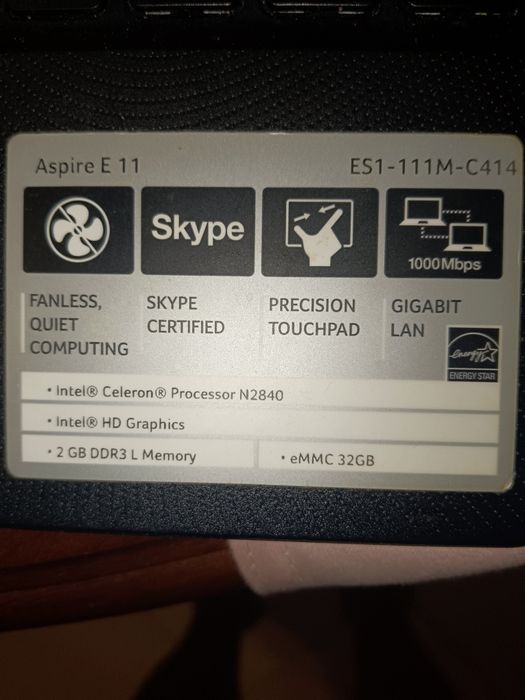 Aspire E 11
ES1-111M-C414
Skype
1000Mbps
FANLESS,
QUIET
COMPUTING
SKYPE
CERTIFIED
PRECISION
TOUCHPAD
GIGABIT
LAN
energy
ENERGY STAR
• Intel® Celeron® Processor N2840
• Intel® HD Graphics
• 2 GB DDR3 L Memory
• eMMC 32GB